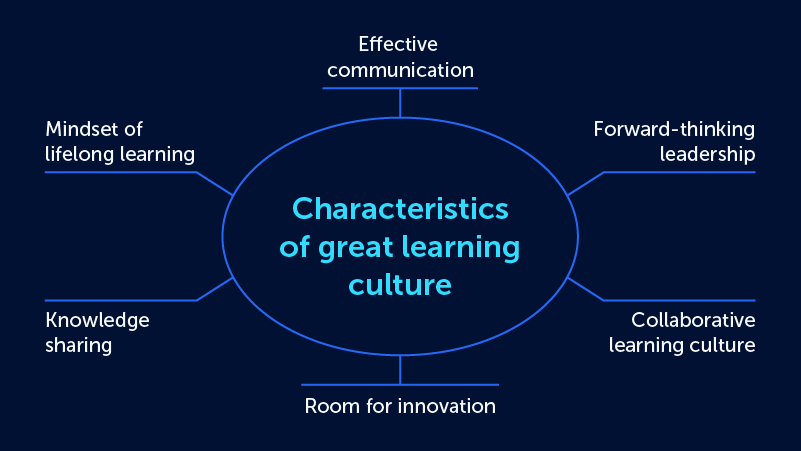 Effective
communication
Mindset of
lifelong learning
Forward-thinking
leadership
Characteristics
of great learning
culture
Knowledge
sharing
Collaborative
learning culture
Room for innovation